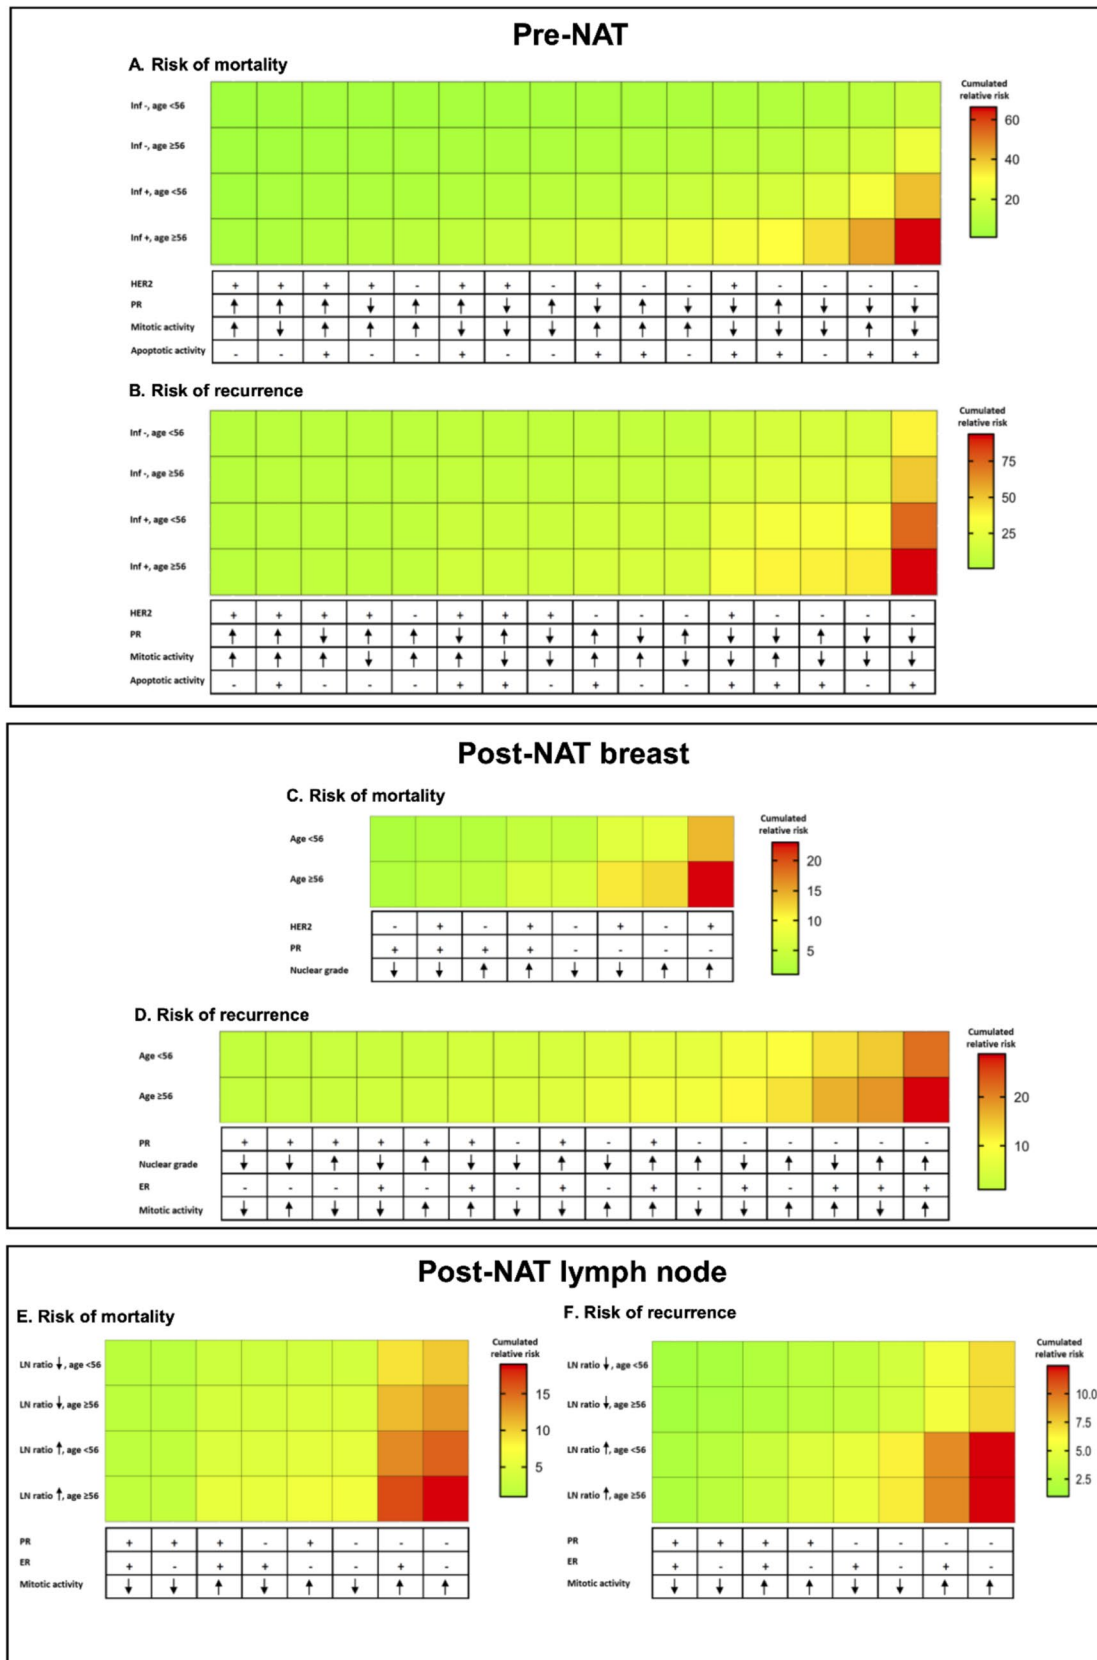 Pre-NAT
A. Risk of mortality
Cumulated
relative risk
Inf -, age <56
Inf -, age ≥56
Inf +, age <56
Inf +, age ≥56
60
40
20
HER2 + + + + - + + - + - - + - - - -
PR ↑ ↑ ↑ ↓ ↑ ↑ ↓ ↑ ↓ ↑ ↓ ↓ ↑ ↓ ↓ ↓
Mitotic activity ↑ ↓ ↑ ↑ ↑ ↓ ↓ ↓ ↑ ↑ ↑ ↓ ↓ ↓ ↑ ↓
Apoptotic activity - - + - - + - - + + - + + - + +
B. Risk of recurrence
Cumulated
relative risk
Inf -, age <56
Inf -, age ≥56
Inf +, age <56
Inf +, age ≥56
75
50
25
HER2 + + + + - + + + - - - + - - - -
PR ↑ ↑ ↓ ↑ ↑ ↓ ↑ ↓ ↑ ↓ ↑ ↓ ↓ ↑ ↓ ↓
Mitotic activity ↑ ↑ ↑ ↓ ↑ ↑ ↓ ↓ ↑ ↑ ↓ ↓ ↑ ↓ ↓ ↓
Apoptotic activity - + - - - + + - + - - + + + - +
Post-NAT breast
C. Risk of mortality
Cumulated
relative risk
Age <56
Age ≥56
20
15
10
5
HER2 - + - + - + - +
PR + + + + - - - -
Nuclear grade ↓ ↓ ↑ ↑ ↓ ↓ ↑ ↑
D. Risk of recurrence
Cumulated
relative risk
Age <56
Age ≥56
20
10
PR + + + + + + - + - + - - - - - -
Nuclear grade ↓ ↓ ↑ ↓ ↑ ↓ ↓ ↑ ↓ ↑ ↑ ↓ ↑ ↓ ↑ ↑
ER - - - + - + - + - + - + - + + +
Mitotic activity ↓ ↑ ↓ ↓ ↑ ↑ ↓ ↓ ↑ ↑ ↓ ↓ ↑ ↑ ↓ ↑
Post-NAT lymph node
E. Risk of mortality
Cumulated
relative risk
LN ratio ↓, age <56
LN ratio ↓, age ≥56
LN ratio ↑, age <56
LN ratio ↑, age ≥56
15
10
5
PR + + + - + - - -
ER + - + + - - + -
Mitotic activity ↓ ↓ ↑ ↓ ↑ ↓ ↑ ↑
F. Risk of recurrence
Cumulated
relative risk
LN ratio ↓, age <56
LN ratio ↓, age ≥56
LN ratio ↑, age <56
LN ratio ↑, age ≥56
10.0
7.5
5.0
2.5
PR + + + + - - - -
ER + - + - + - + -
Mitotic activity ↓ ↓ ↑ ↑ ↓ ↓ ↑ ↑